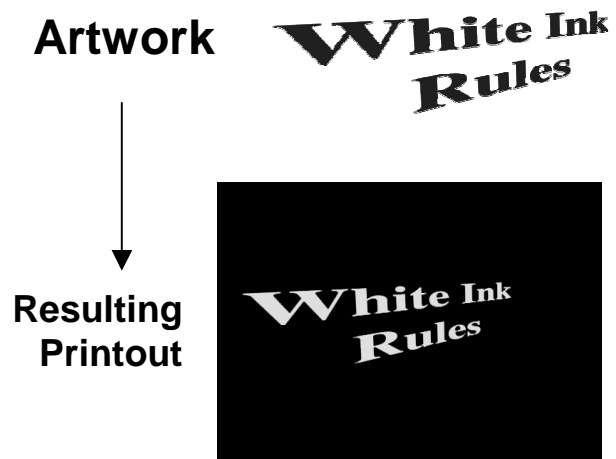 Artwork
White Ink
Rules
Resulting
Printout
White Ink
Rules